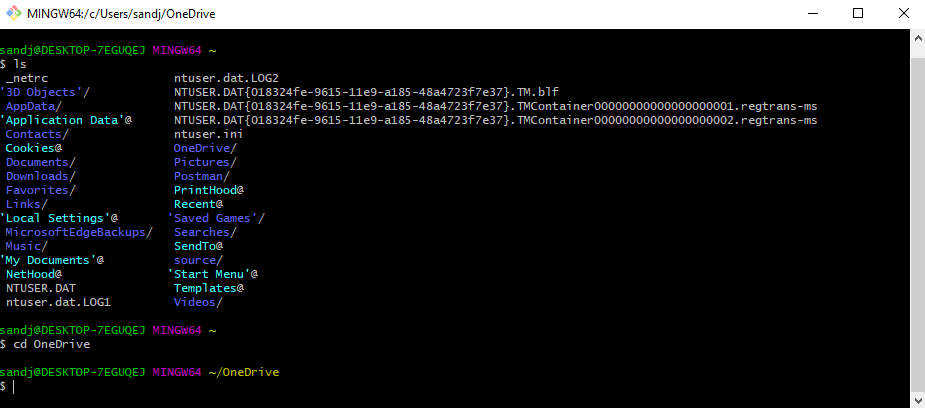 MINGW64:/c/Users/sandj/OneDrive
sandj@DESKTOP-7EGUQEJ MINGW64 ~
$ ls
_netrc ntuser.dat.LOG2
'3D Objects'/ NTUSER.DAT{018324fe-9615-11e9-a185-48a4723f7e37}.TM.blf
AppData/ NTUSER.DAT{018324fe-9615-11e9-a185-48a4723f7e37}.TMContainer00000000000000000001.regtrans-ms
'Application Data'@ NTUSER.DAT{018324fe-9615-11e9-a185-48a4723f7e37}.TMContainer00000000000000000002.regtrans-ms
Contacts/ ntuser.ini
Cookies@ OneDrive/
Documents/ Pictures/
Downloads/ Postman/
Favorites/ PrintHood@
Links/ Recent@
'Local Settings'@ 'Saved Games'/
MicrosoftEdgeBackups/ Searches/
Music/ SendTo@
'My Documents'@ source/
NetHood@ 'Start Menu'@
NTUSER.DAT Templates@
ntuser.dat.LOG1 Videos/
sandj@DESKTOP-7EGUQEJ MINGW64 ~
$ cd OneDrive
sandj@DESKTOP-7EGUQEJ MINGW64 ~/OneDrive
$